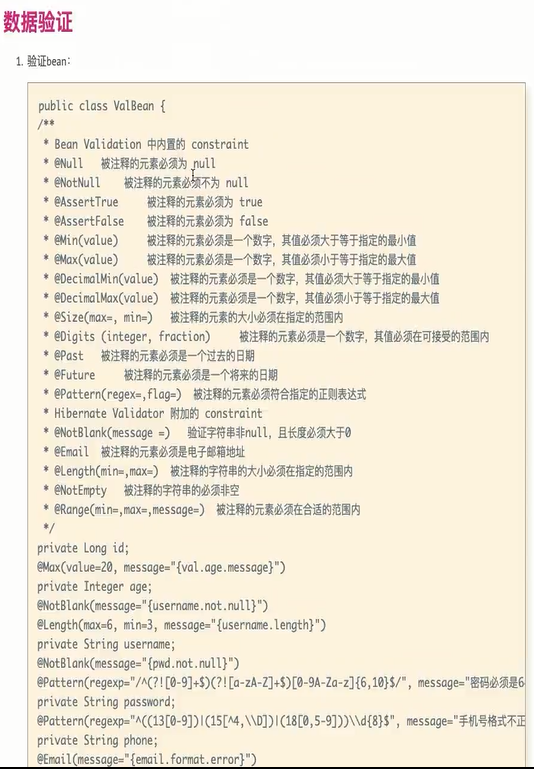 数据验证
1. 验证bean：
public class ValBean {
/**
* Bean Validation 中内置的 constraint
* @Null 被注释的元素必须为 null
* @NotNull 被注释的元素必须不为 null
* @AssertTrue 被注释的元素必须为 true
* @AssertFalse 被注释的元素必须为 false
* @Min(value) 被注释的元素必须是一个数字，其值必须大于等于指定的最小值
* @Max(value) 被注释的元素必须是一个数字，其值必须小于等于指定的最大值
* @DecimalMin(value) 被注释的元素必须是一个数字，其值必须大于等于指定的最小值
* @DecimalMax(value) 被注释的元素必须是一个数字，其值必须小于等于指定的最大值
* @Size(max=, min=) 被注释的元素的大小必须在指定的范围内
* @Digits (integer, fraction) 被注释的元素必须是一个数字，其值必须在可接受的范围内
* @Past 被注释的元素必须是一个过去的日期
* @Future 被注释的元素必须是一个将来的日期
* @Pattern(regex=,flag=) 被注释的元素必须符合指定的正则表达式
* Hibernate Validator 附加的 constraint
* @NotBlank(message =) 验证字符串非null，且长度必须大于0
* @Email 被注释的元素必须是电子邮箱地址
* @Length(min=,max=) 被注释的字符串的大小必须在指定的范围内
* @NotEmpty 被注释的字符串的必须非空
* @Range(min=,max=,message=) 被注释的元素必须在合适的范围内
*/
private Long id;
@Max(value=20, message="{val.age.message}")
private Integer age;
@NotBlank(message="{username.not.null}")
@Length(max=6, min=3, message="{username.length}")
private String username;
@NotBlank(message="{pwd.not.null}")
@Pattern(regexp="/^(?![0-9]+$)(?![a-zA-Z]+$)[0-9A-Za-z]{6,10}$/", message="密码必须是6
private String password;
@Pattern(regexp="^((13[0-9])|(15[^4,\\D])|(18[0,5-9]))\\d{8}$", message="手机号格式不正
private String phone;
@Email(message="{email.format.error}")